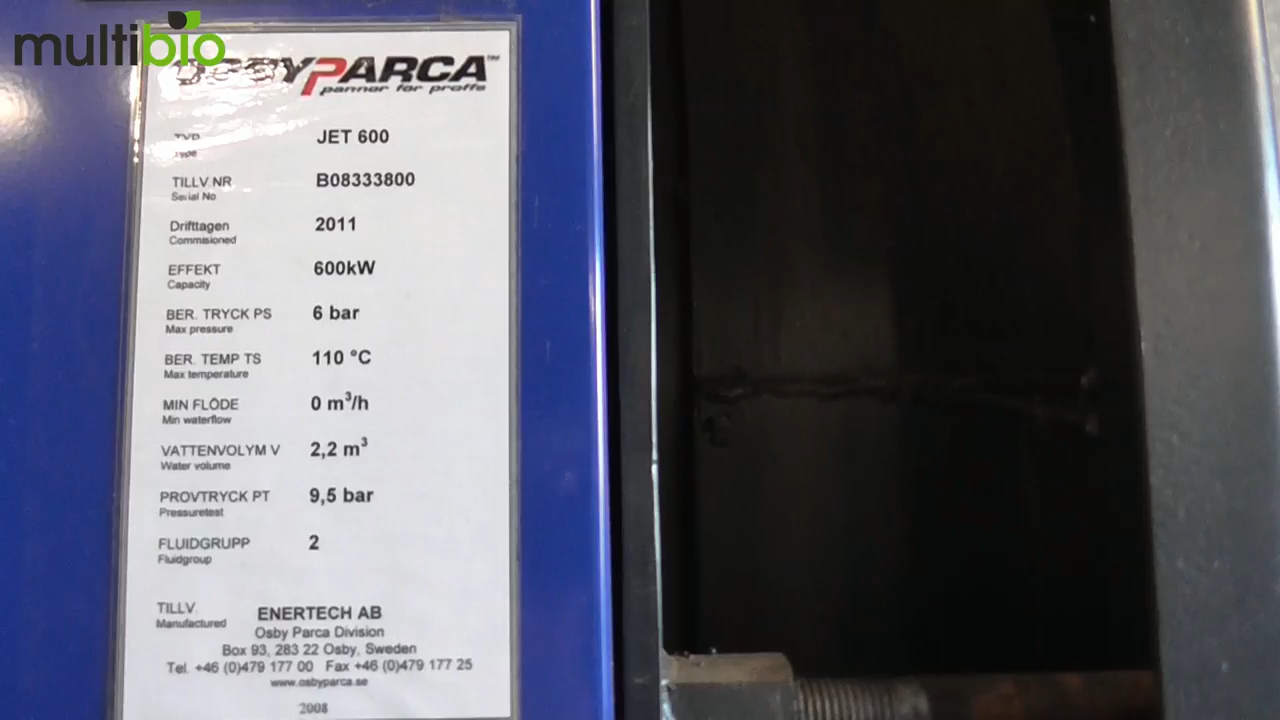 multibio
OSBYPARCA™
pannor for proffs
TYP JET 600
Type
TILLV.NR B08333800
Serial No
Drifttagen 2011
Commisioned
EFFEKT 600kW
Capacity
BER. TRYCK PS 6 bar
Max pressure
BER. TEMP TS 110 °C
Max temperature
MIN FLÖDE 0 m³/h
Min waterflow
VATTENVOLYM V 2,2 m³
Water volume
PROVTRYCK PT 9,5 bar
Pressuretest
FLUIDGRUPP 2
Fluidgroup
TILLV. ENERTECH AB
Manufactured
Osby Parca Division
Box 93, 283 22 Osby, Sweden
Tel. +46 (0)479 177 00 Fax +46 (0)479 177 25
www.osbyparca.se
2008